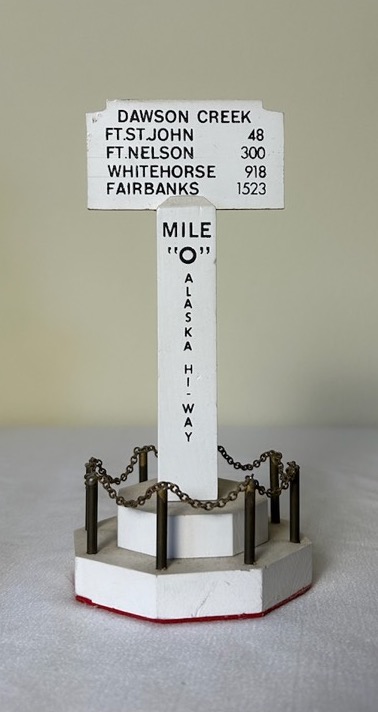 DAWSON CREEK
FT.ST.JOHN 48
FT.NELSON 300
WHITEHORSE 918
FAIRBANKS 1523
MILE
"O"
ALASKA
HI-WAY